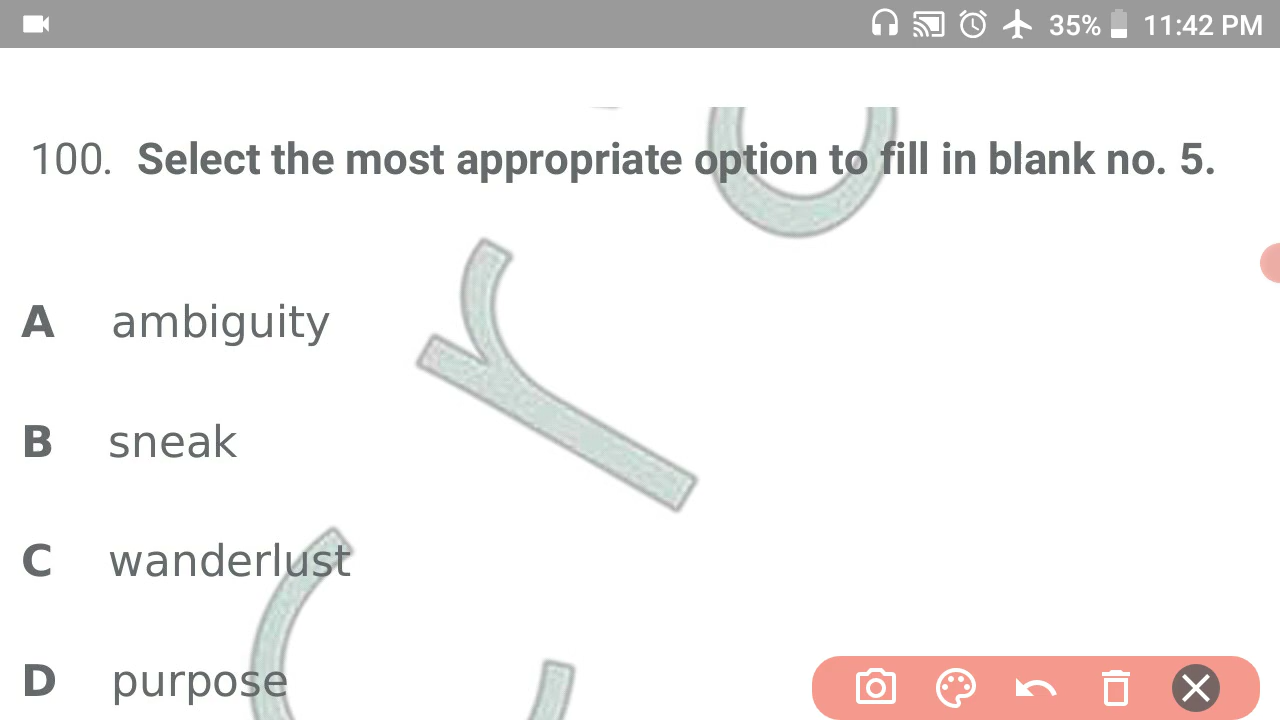 35% 11:42 PM
100. Select the most appropriate option to fill in blank no. 5.
A ambiguity
B sneak
C wanderlust
D purpose